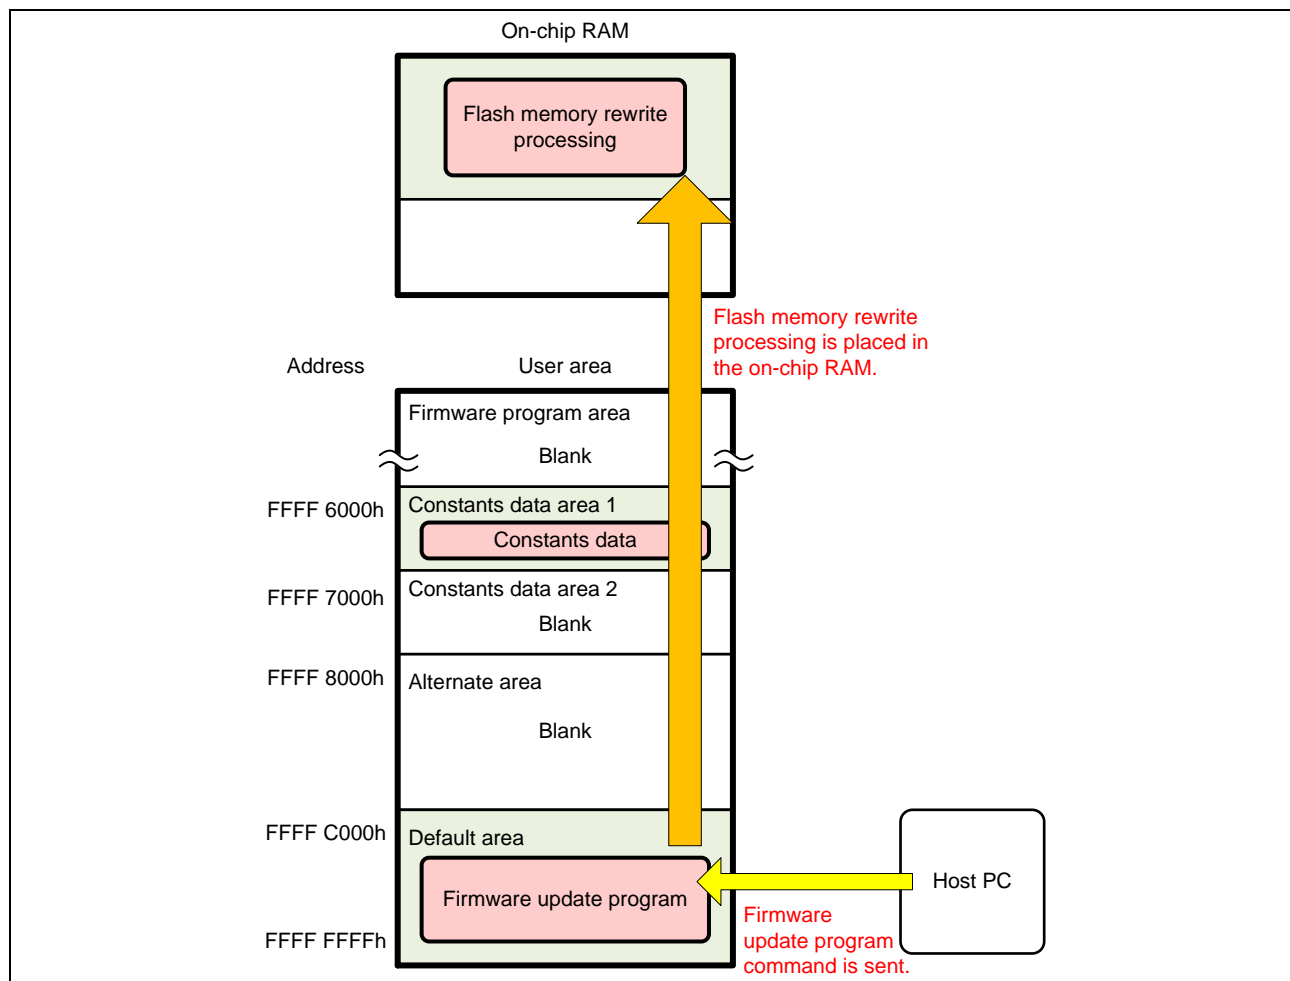 On-chip RAM
Flash memory rewrite
processing
Flash memory rewrite
processing is placed in
the on-chip RAM.
Address
User area
Firmware program area
Blank
FFFF 6000h
Constants data area 1
Constants data
FFFF 7000h
Constants data area 2
Blank
FFFF 8000h
Alternate area
Blank
FFFF C000h
Default area
Firmware update program
Host PC
FFFF FFFFh
Firmware
update program
command is sent.